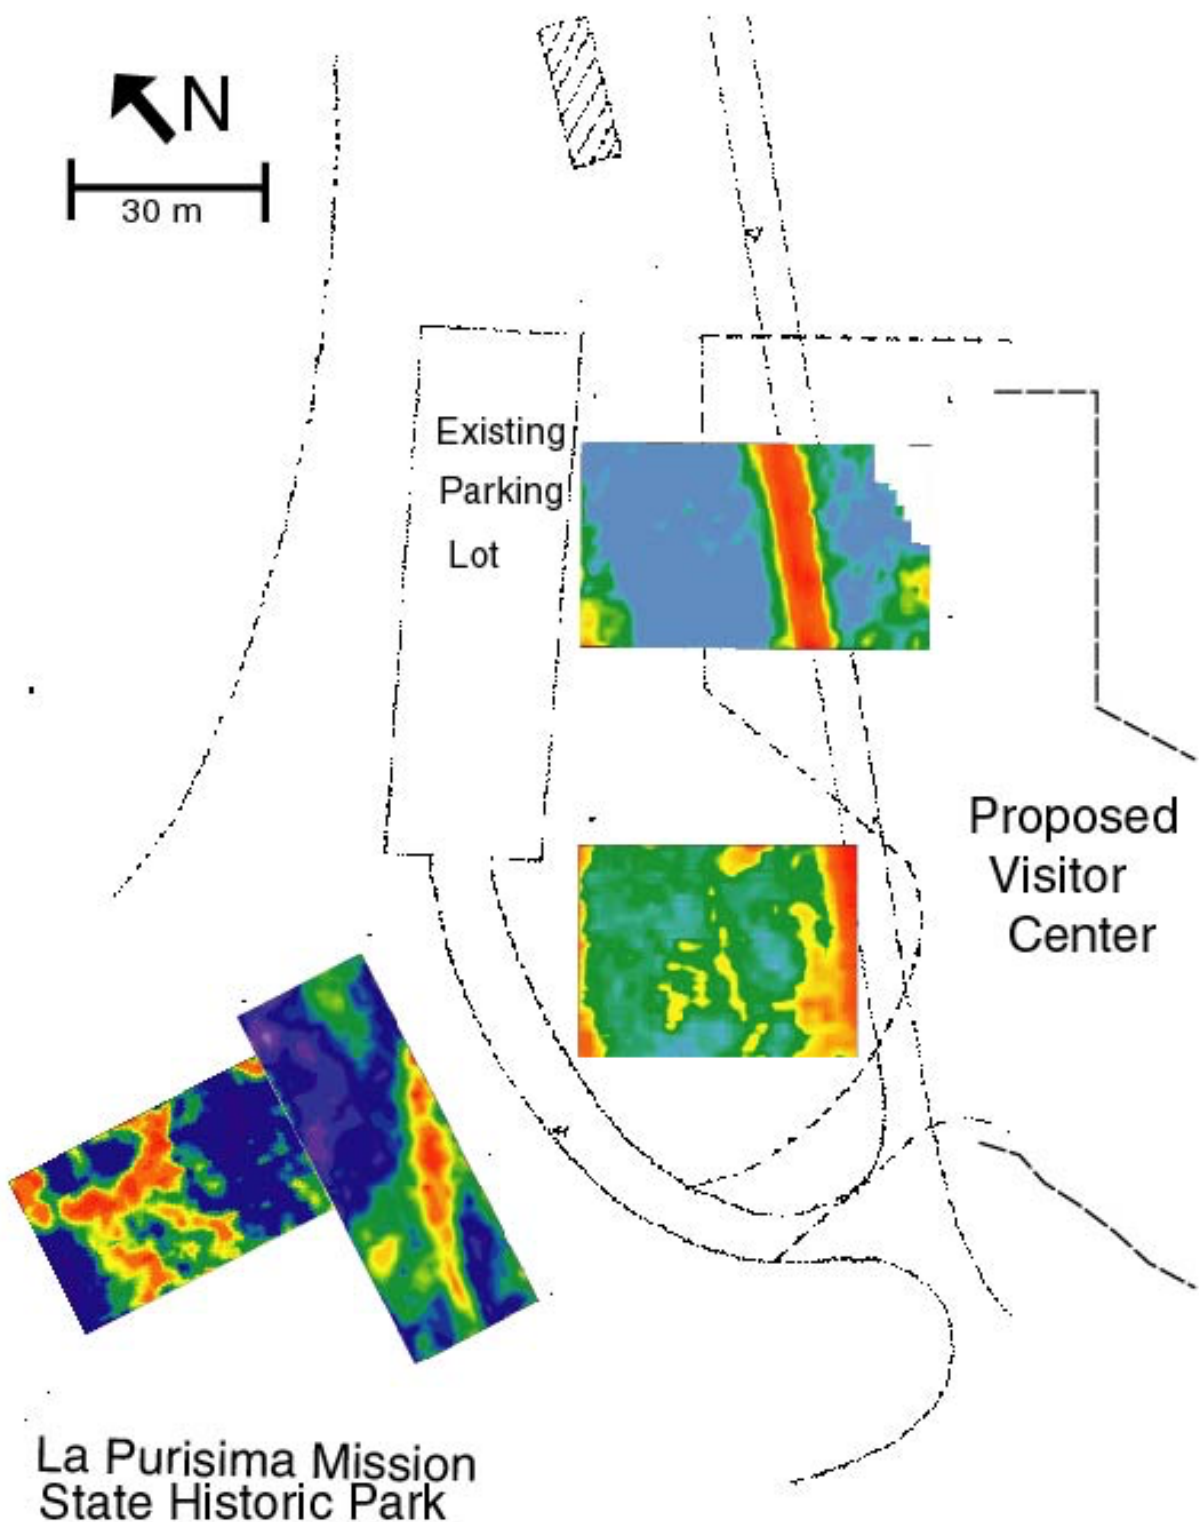 N
30 m
Existing
Parking
Lot
Proposed
Visitor
Center
La Purisima Mission
State Historic Park